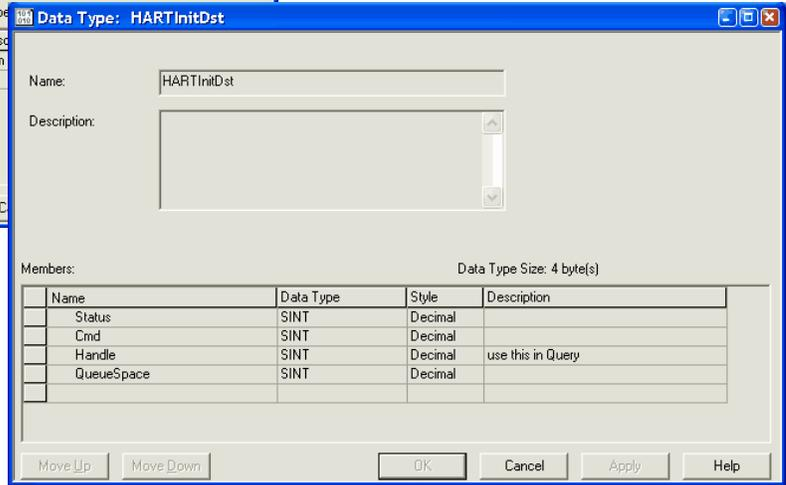 Data Type: HARTInitDst
Name: HARTInitDst
Description:
Members: Data Type Size: 4 byte(s)
Name Data Type Style Description
Status SINT Decimal
Cmd SINT Decimal
Handle SINT Decimal use this in Query
QueueSpace SINT Decimal
Move Up Move Down OK Cancel Apply Help